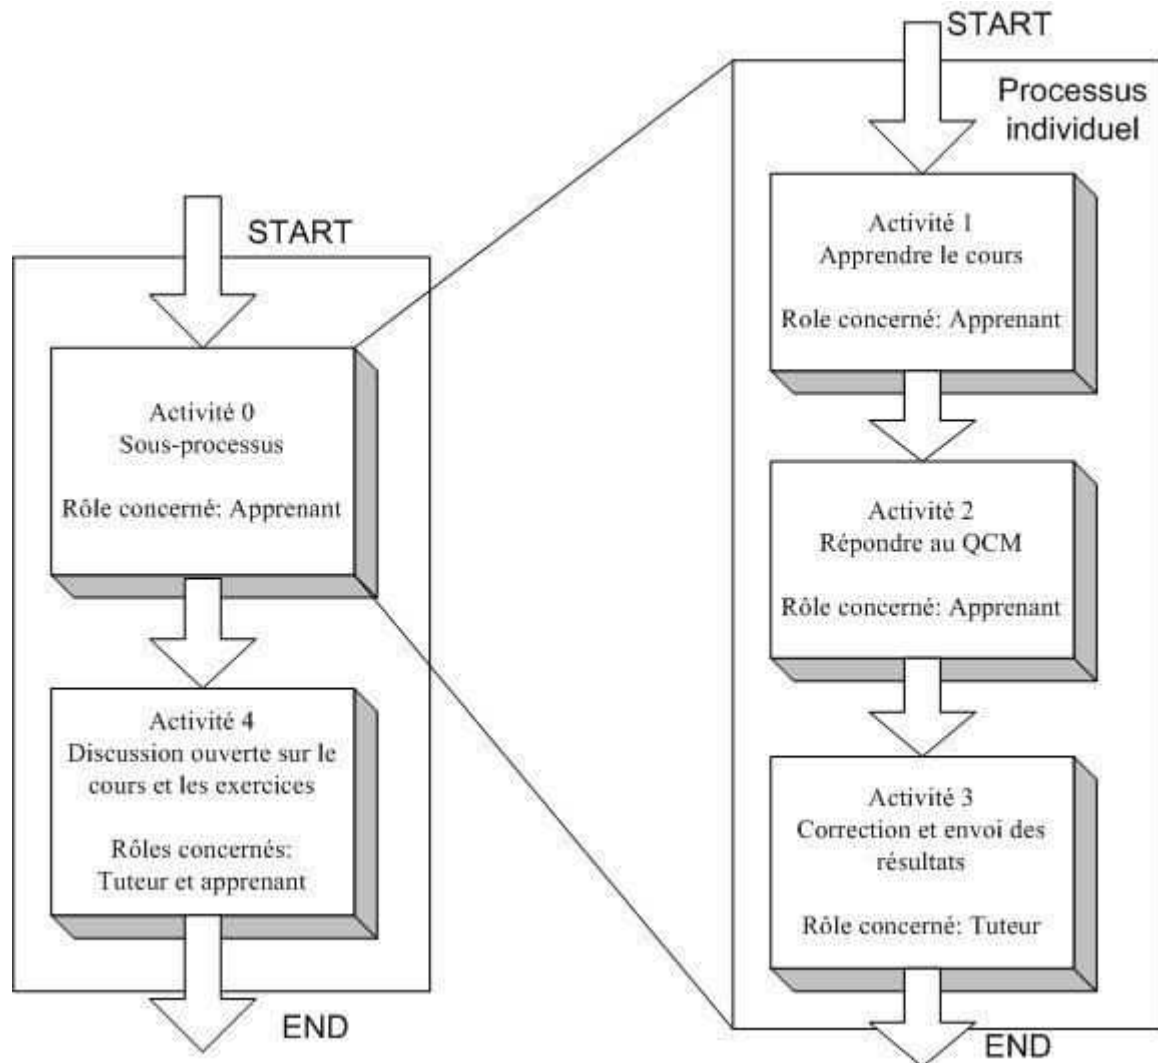 START
Activité 0
Sous-processus
Rôle concerné: Apprenant
Activité 4
Discussion ouverte sur le
cours et les exercices
Rôles concernés:
Tuteur et apprenant
END
START
Processus
individuel
Activité 1
Apprendre le cours
Role concerné: Apprenant
Activité 2
Répondre au QCM
Rôle concerné: Apprenant
Activité 3
Correction et envoi des
résultats
Rôle concerné: Tuteur
END